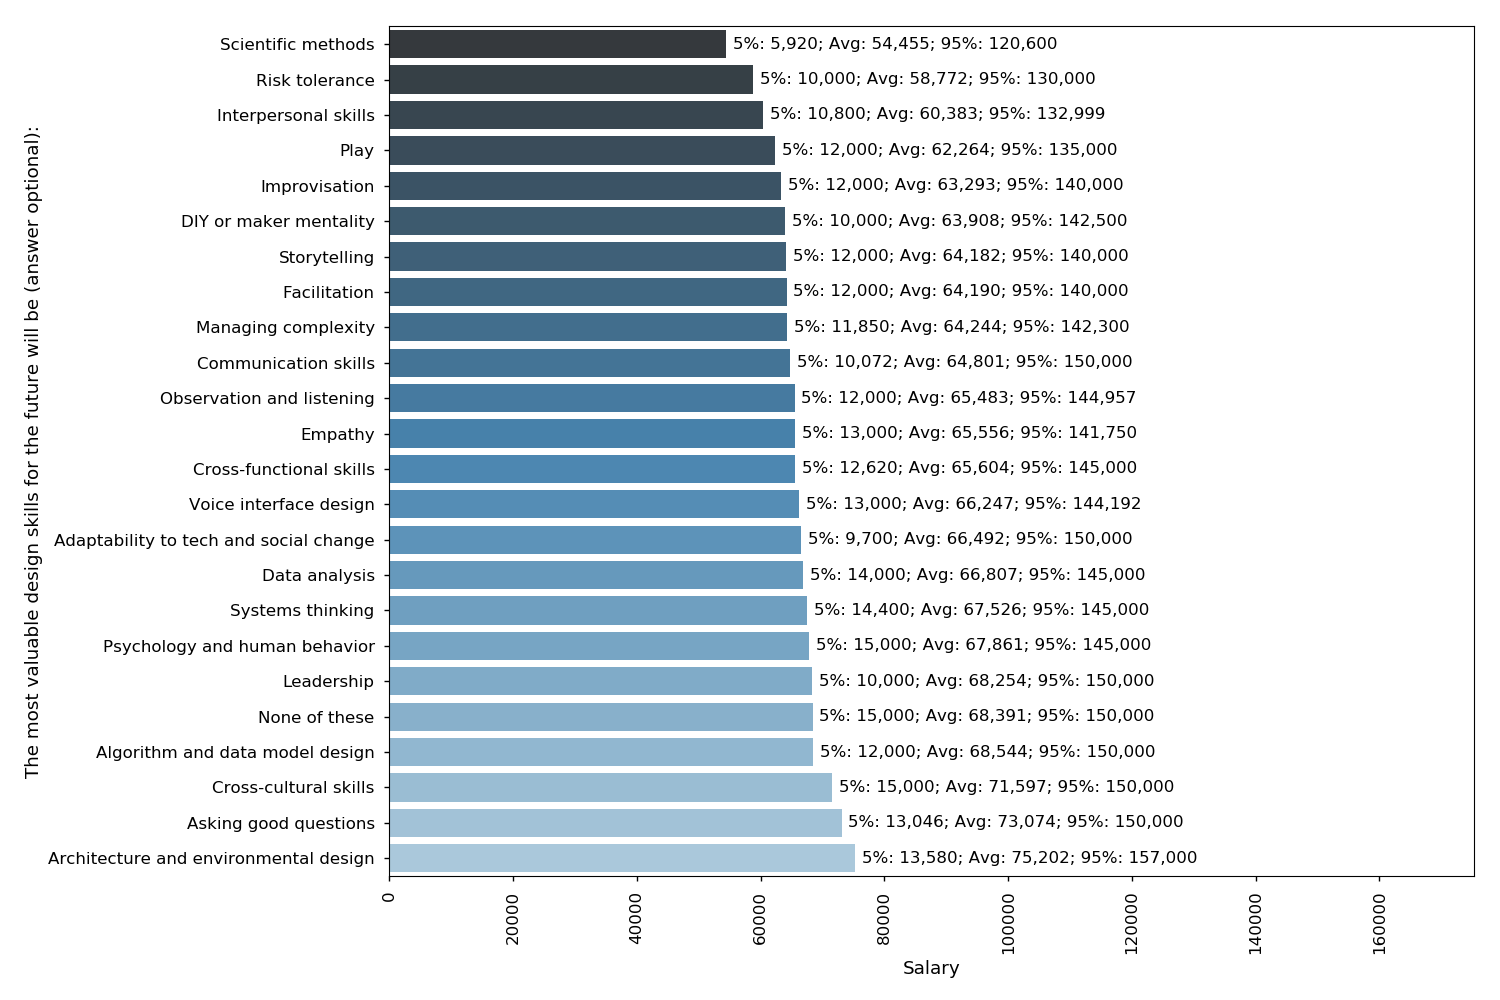 The most valuable design skills for the future will be (answer optional):
Scientific methods 5%: 5,920; Avg: 54,455; 95%: 120,600
Risk tolerance 5%: 10,000; Avg: 58,772; 95%: 130,000
Interpersonal skills 5%: 10,800; Avg: 60,383; 95%: 132,999
Play 5%: 12,000; Avg: 62,264; 95%: 135,000
Improvisation 5%: 12,000; Avg: 63,293; 95%: 140,000
DIY or maker mentality 5%: 10,000; Avg: 63,908; 95%: 142,500
Storytelling 5%: 12,000; Avg: 64,182; 95%: 140,000
Facilitation 5%: 12,000; Avg: 64,190; 95%: 140,000
Managing complexity 5%: 11,850; Avg: 64,244; 95%: 142,300
Communication skills 5%: 10,072; Avg: 64,801; 95%: 150,000
Observation and listening 5%: 12,000; Avg: 65,483; 95%: 144,957
Empathy 5%: 13,000; Avg: 65,556; 95%: 141,750
Cross-functional skills 5%: 12,620; Avg: 65,604; 95%: 145,000
Voice interface design 5%: 13,000; Avg: 66,247; 95%: 144,192
Adaptability to tech and social change 5%: 9,700; Avg: 66,492; 95%: 150,000
Data analysis 5%: 14,000; Avg: 66,807; 95%: 145,000
Systems thinking 5%: 14,400; Avg: 67,526; 95%: 145,000
Psychology and human behavior 5%: 15,000; Avg: 67,861; 95%: 145,000
Leadership 5%: 10,000; Avg: 68,254; 95%: 150,000
None of these 5%: 15,000; Avg: 68,391; 95%: 150,000
Algorithm and data model design 5%: 12,000; Avg: 68,544; 95%: 150,000
Cross-cultural skills 5%: 15,000; Avg: 71,597; 95%: 150,000
Asking good questions 5%: 13,046; Avg: 73,074; 95%: 150,000
Architecture and environmental design 5%: 13,580; Avg: 75,202; 95%: 157,000
0 20000 40000 60000 80000 100000 120000 140000 160000
Salary